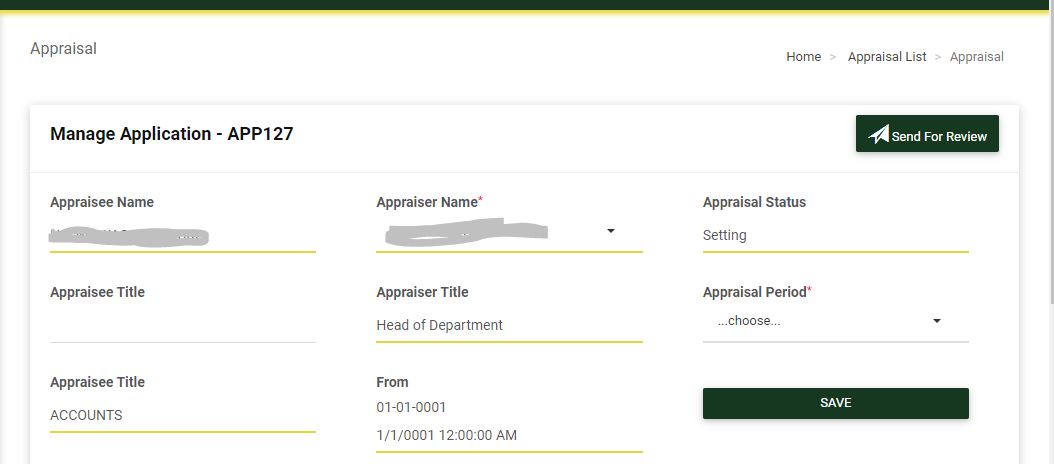 Appraisal
Home > Appraisal List > Appraisal
Manage Application - APP127
Send For Review
Appraisee Name
Appraiser Name*
Appraisal Status
Setting
Appraisee Title
Appraiser Title
Appraisal Period*
Head of Department
...choose...
Appraisee Title
From
ACCOUNTS
01-01-0001
SAVE
1/1/0001 12:00:00 AM